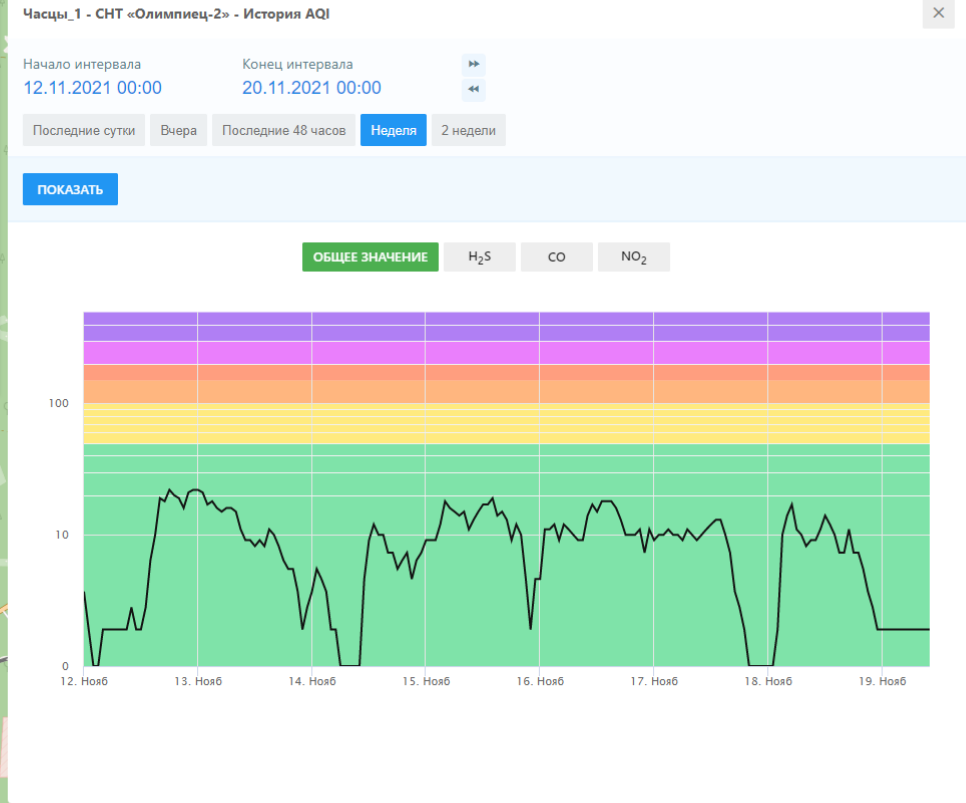 Часцы_1 - СНТ «Олимпиец-2» - История AQI
Начало интервала
12.11.2021 00:00
Конец интервала
20.11.2021 00:00
Последние сутки
Вчера
Последние 48 часов
Неделя
2 недели
ПОКАЗАТЬ
ОБЩЕЕ ЗНАЧЕНИЕ
H₂S
CO
NO₂
100
10
0
12. Нояб 13. Нояб 14. Нояб 15. Нояб 16. Нояб 17. Нояб 18. Нояб 19. Нояб